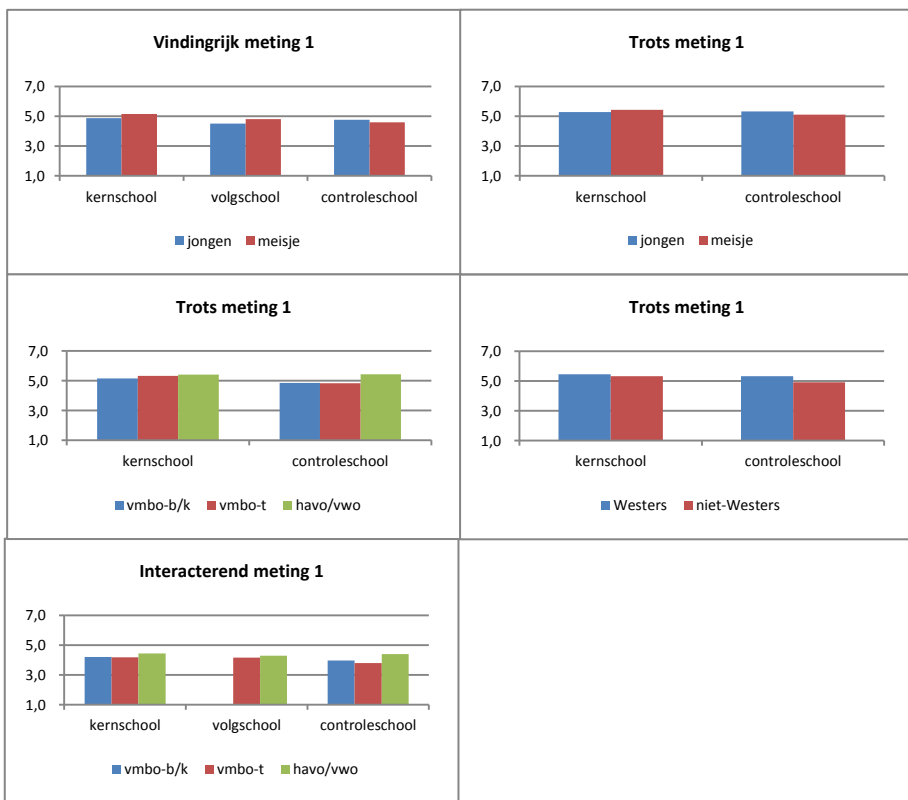 Vindingrijk meting 1
7,0
5,0
3,0
1,0
kernschool volgschool controleschool
jongen meisje
Trots meting 1
7,0
5,0
3,0
1,0
kernschool controleschool
jongen meisje
Trots meting 1
7,0
5,0
3,0
1,0
kernschool controleschool
vmbo-b/k vmbo-t havo/vwo
Trots meting 1
7,0
5,0
3,0
1,0
kernschool controleschool
Westers niet-Westers
Interacterend meting 1
7,0
5,0
3,0
1,0
kernschool volgschool controleschool
vmbo-b/k vmbo-t havo/vwo